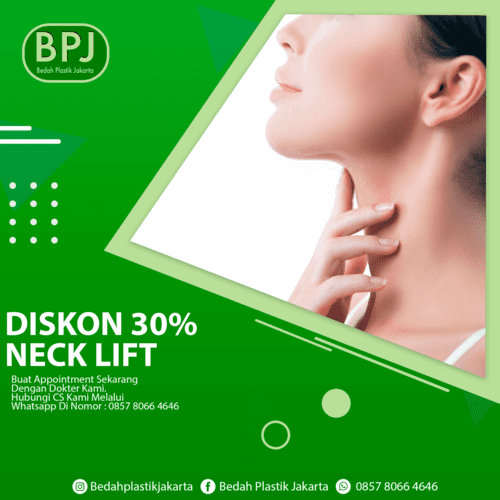 BPJ
Bedah Plastik Jakarta
DISKON 30%
NECK LIFT
Buat Appointment Sekarang
Dengan Dokter Kami.
Hubungi CS Kami Melalui
Whatsapp Di Nomor : 0857 8066 4646
Bedahplastikjakarta Bedah Plastik Jakarta 0857 8066 4646